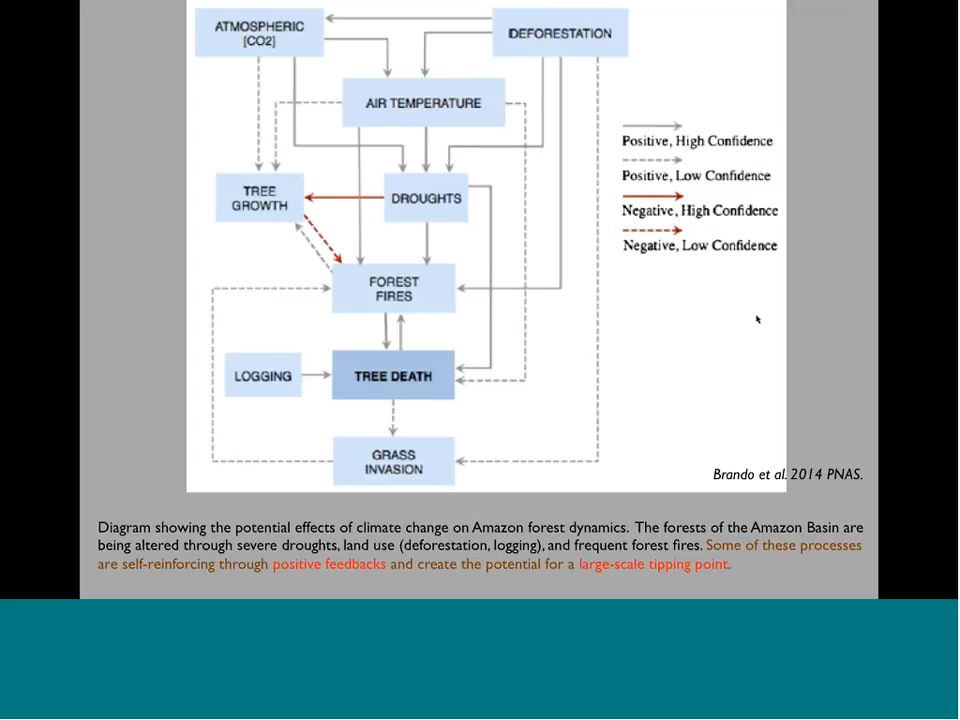 ATMOSPHERIC
[CO2]
DEFORESTATION
AIR TEMPERATURE
Positive, High Confidence
Positive, Low Confidence
Negative, High Confidence
Negative, Low Confidence
TREE
GROWTH
DROUGHTS
FOREST
FIRES
LOGGING
TREE DEATH
GRASS
INVASION
Brando et al. 2014 PNAS.
Diagram showing the potential effects of climate change on Amazon forest dynamics. The forests of the Amazon Basin are
being altered through severe droughts, land use (deforestation, logging), and frequent forest fires. Some of these processes
are self-reinforcing through positive feedbacks and create the potential for a large-scale tipping point.